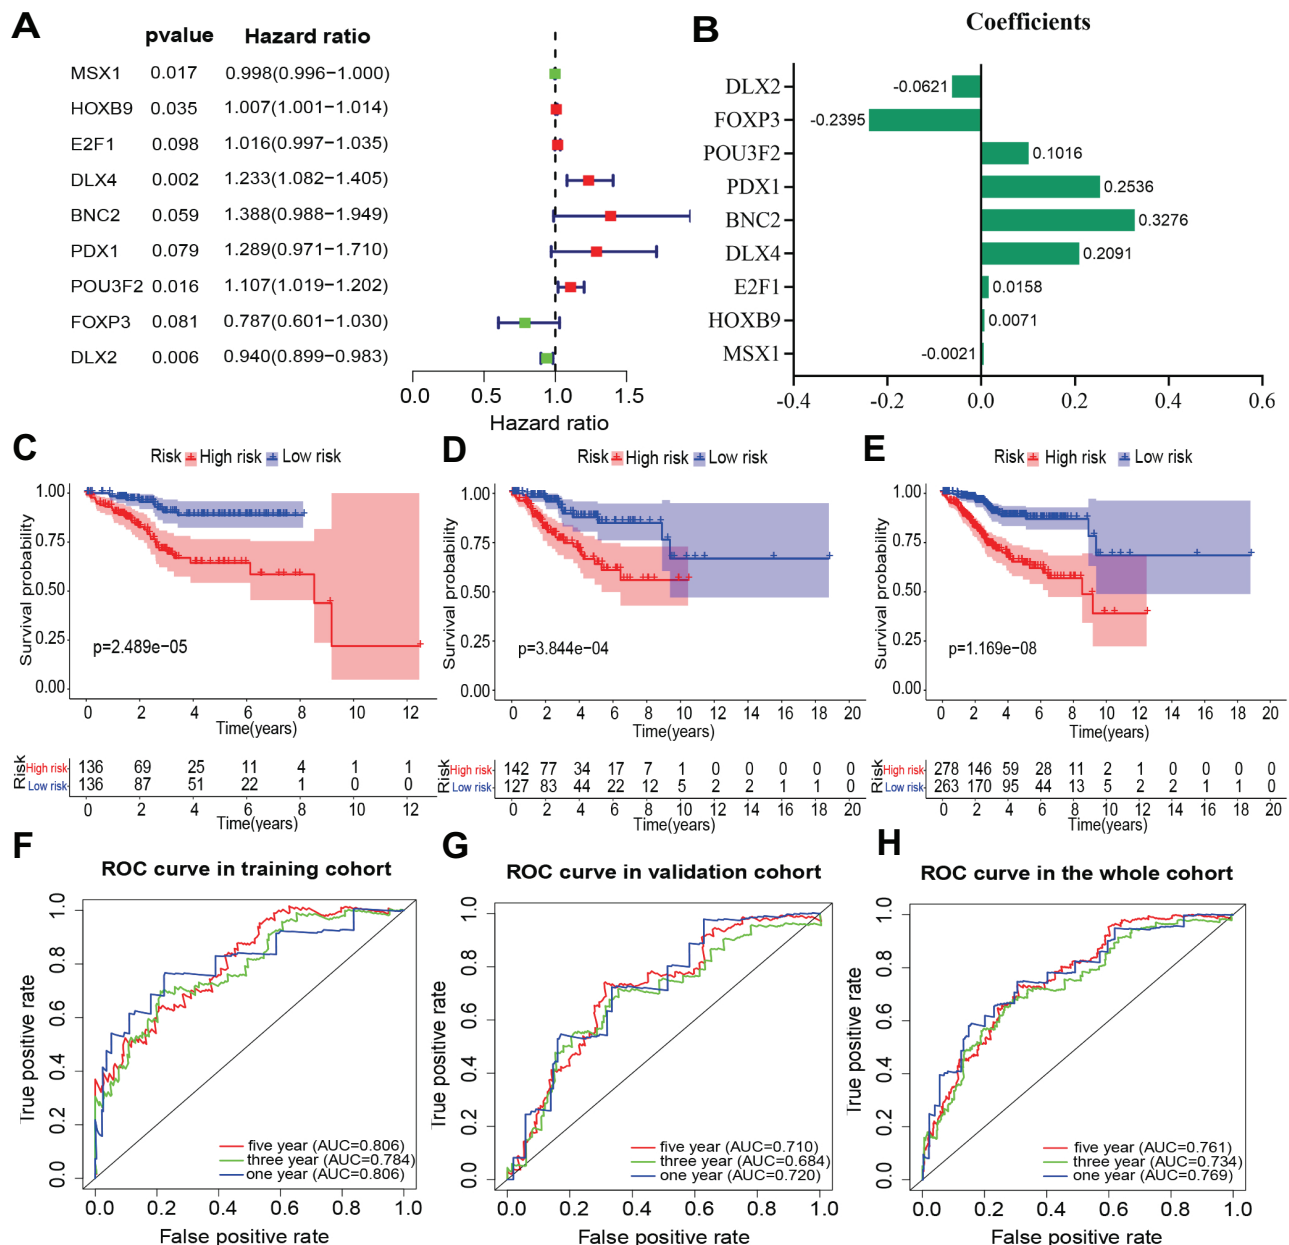 A
pvalue Hazard ratio
MSX1 0.017 0.998(0.996−1.000)
HOXB9 0.035 1.007(1.001−1.014)
E2F1 0.098 1.016(0.997−1.035)
DLX4 0.002 1.233(1.082−1.405)
BNC2 0.059 1.388(0.988−1.949)
PDX1 0.079 1.289(0.971−1.710)
POU3F2 0.016 1.107(1.019−1.202)
FOXP3 0.081 0.787(0.601−1.030)
DLX2 0.006 0.940(0.899−0.983)
0.0 0.5 1.0 1.5
Hazard ratio
B
Coefficients
DLX2 -0.0621
FOXP3 -0.2395
POU3F2 0.1016
PDX1 0.2536
BNC2 0.3276
DLX4 0.2091
E2F1 0.0158
HOXB9 0.0071
MSX1 -0.0021
-0.4 -0.2 0.0 0.2 0.4 0.6
C
Risk High risk Low risk
Survival probability
1.00
0.75
0.50
0.25
0.00
p=2.489e−05
0 2 4 6 8 10 12
Time(years)
Risk
High risk 136 69 25 11 4 1 1
Low risk 136 87 51 22 1 0 0
0 2 4 6 8 10 12
Time(years)
D
Risk High risk Low risk
Survival probability
1.00
0.75
0.50
0.25
0.00
p=3.844e−04
0 2 4 6 8 10 12 14 16 18 20
Time(years)
Risk
High risk 142 77 34 17 7 1 0 0 0 0 0
Low risk 127 83 44 22 12 5 2 2 1 1 0
0 2 4 6 8 10 12 14 16 18 20
Time(years)
E
Risk High risk Low risk
Survival probability
1.00
0.75
0.50
0.25
0.00
p=1.169e−08
0 2 4 6 8 10 12 14 16 18 20
Time(years)
Risk
High risk 278 146 59 28 11 2 1 0 0 0 0
Low risk 263 170 95 44 13 5 2 2 1 1 0
0 2 4 6 8 10 12 14 16 18 20
Time(years)
F
ROC curve in training cohort
True positive rate
1.0
0.8
0.6
0.4
0.2
0.0
five year (AUC=0.806)
three year (AUC=0.784)
one year (AUC=0.806)
0.0 0.2 0.4 0.6 0.8 1.0
False positive rate
G
ROC curve in validation cohort
True positive rate
1.0
0.8
0.6
0.4
0.2
0.0
five year (AUC=0.710)
three year (AUC=0.684)
one year (AUC=0.720)
0.0 0.2 0.4 0.6 0.8 1.0
False positive rate
H
ROC curve in the whole cohort
True positive rate
1.0
0.8
0.6
0.4
0.2
0.0
five year (AUC=0.761)
three year (AUC=0.734)
one year (AUC=0.769)
0.0 0.2 0.4 0.6 0.8 1.0
False positive rate